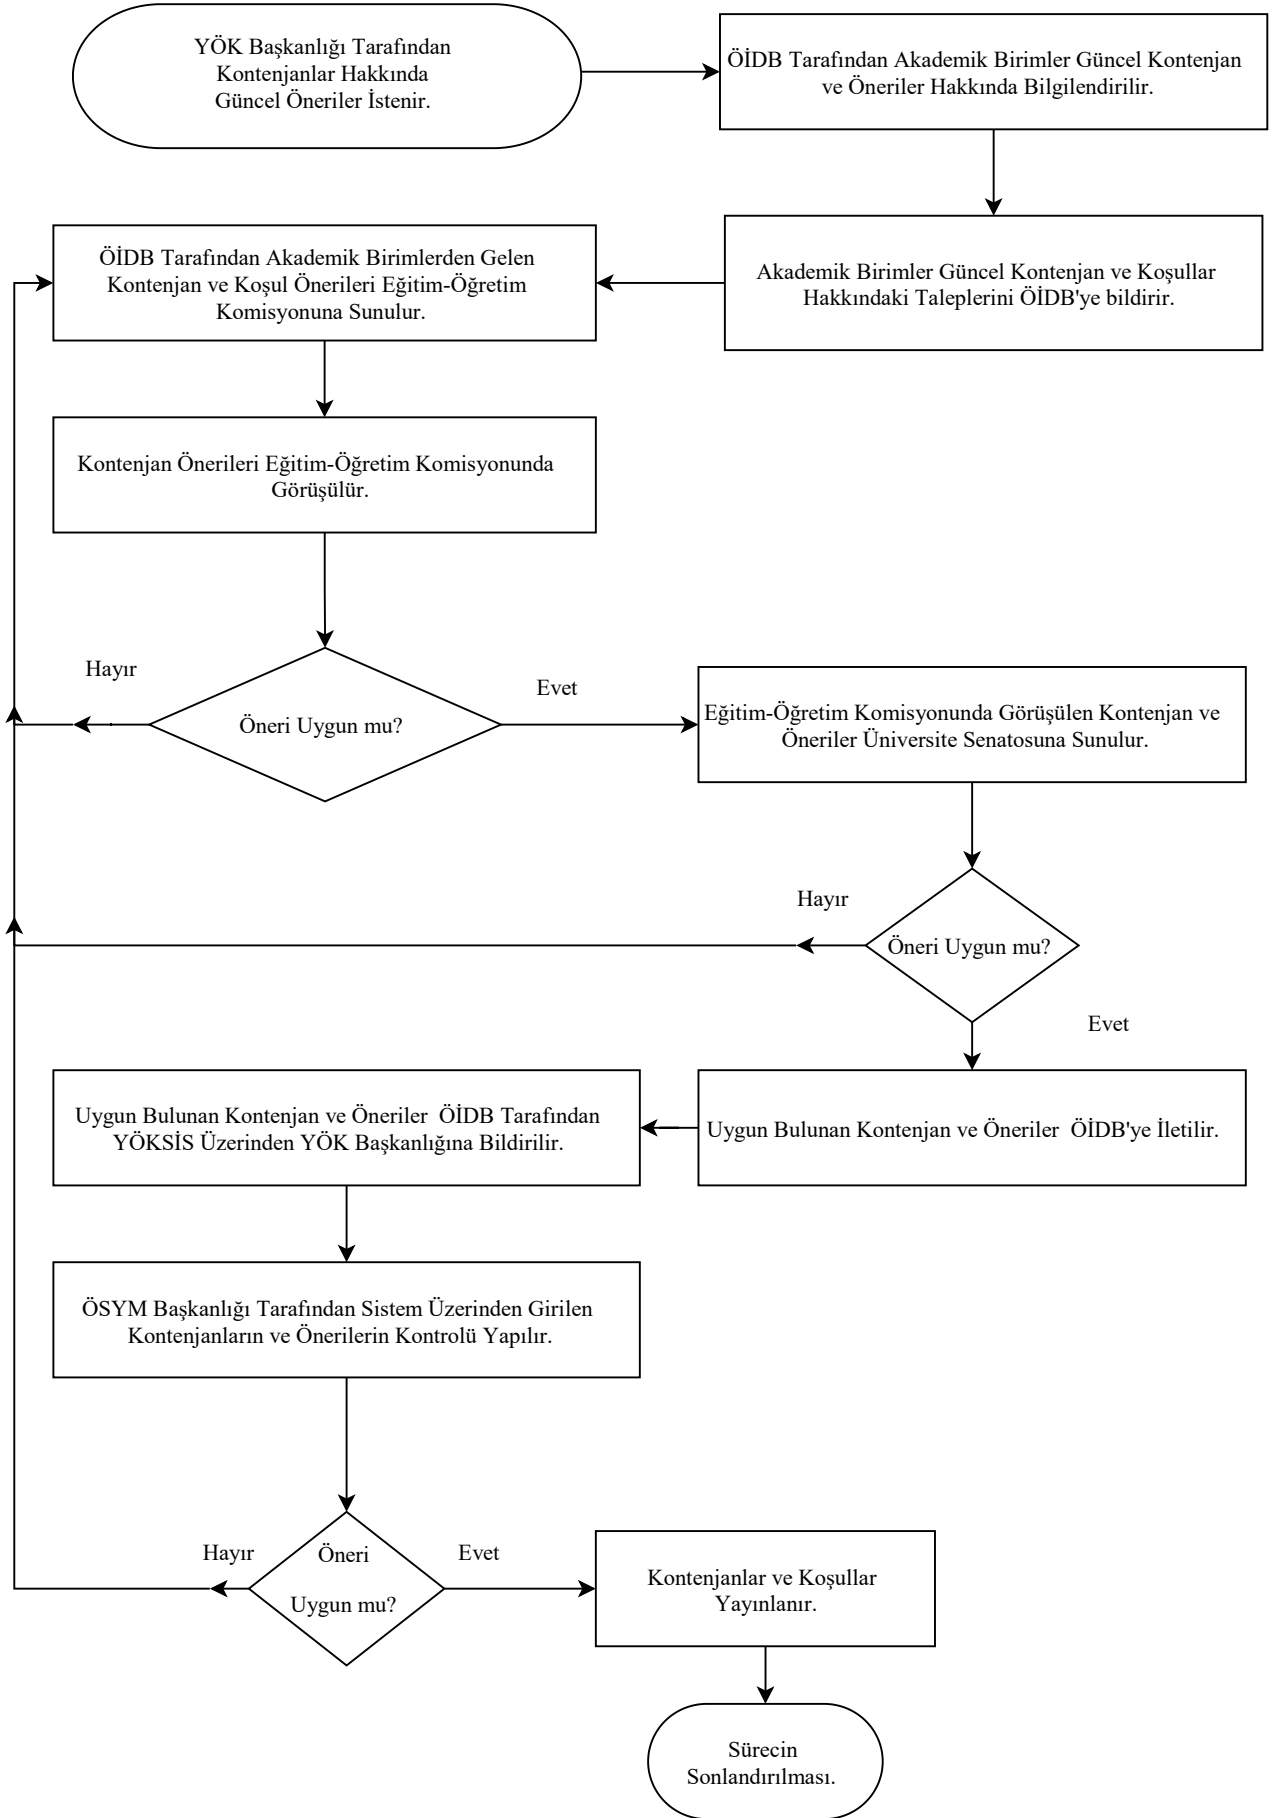 YÖK Başkanlığı Tarafından
Kontenjanlar Hakkında
Güncel Öneriler İstenir.
ÖİDB Tarafından Akademik Birimler Güncel Kontenjan
ve Öneriler Hakkında Bilgilendirilir.
Akademik Birimler Güncel Kontenjan ve Koşullar
Hakkındaki Taleplerini ÖİDB'ye bildirir.
ÖİDB Tarafından Akademik Birimlerden Gelen
Kontenjan ve Koşul Önerileri Eğitim-Öğretim
Komisyonuna Sunulur.
Kontenjan Önerileri Eğitim-Öğretim Komisyonunda
Görüşülür.
Öneri Uygun mu?
Hayır
Evet
Eğitim-Öğretim Komisyonunda Görüşülen Kontenjan ve
Öneriler Üniversite Senatosuna Sunulur.
Öneri Uygun mu?
Hayır
Evet
Uygun Bulunan Kontenjan ve Öneriler  ÖİDB'ye İletilir.
Uygun Bulunan Kontenjan ve Öneriler  ÖİDB Tarafından
YÖKSİS Üzerinden YÖK Başkanlığına Bildirilir.
ÖSYM Başkanlığı Tarafından Sistem Üzerinden Girilen
Kontenjanların ve Önerilerin Kontrolü Yapılır.
Öneri
Uygun mu?
Hayır
Evet
Kontenjanlar ve Koşullar
Yayınlanır.
Sürecin
Sonlandırılması.